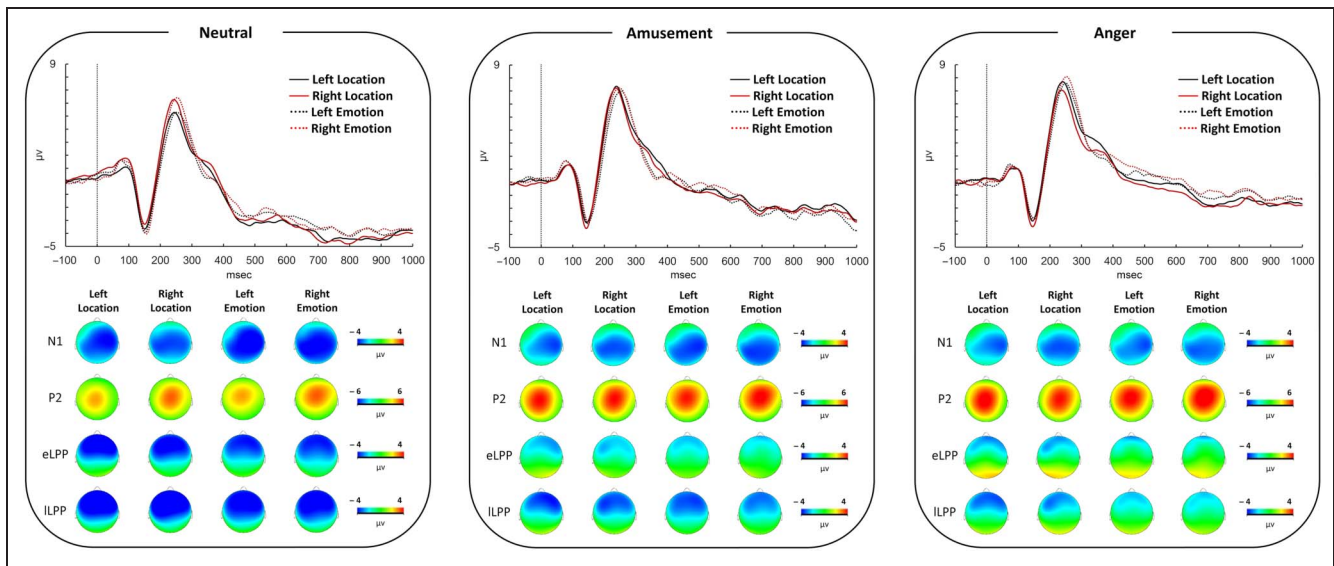 Neutral
9
Left Location
Right Location
Left Emotion
Right Emotion
μv
–5
–100 0 100 200 300 400 500 600 700 800 900 1000
msec
Left Location Right Location Left Emotion Right Emotion
N1 – 4 4 μv
P2 – 6 6 μv
eLPP – 4 4 μv
lLPP – 4 4 μv
Amusement
9
Left Location
Right Location
Left Emotion
Right Emotion
μv
–5
–100 0 100 200 300 400 500 600 700 800 900 1000
msec
Left Location Right Location Left Emotion Right Emotion
N1 – 4 4 μv
P2 – 6 6 μv
eLPP – 4 4 μv
lLPP – 4 4 μv
Anger
9
Left Location
Right Location
Left Emotion
Right Emotion
μv
–5
–100 0 100 200 300 400 500 600 700 800 900 1000
msec
Left Location Right Location Left Emotion Right Emotion
N1 – 4 4 μv
P2 – 6 6 μv
eLPP – 4 4 μv
lLPP – 4 4 μv